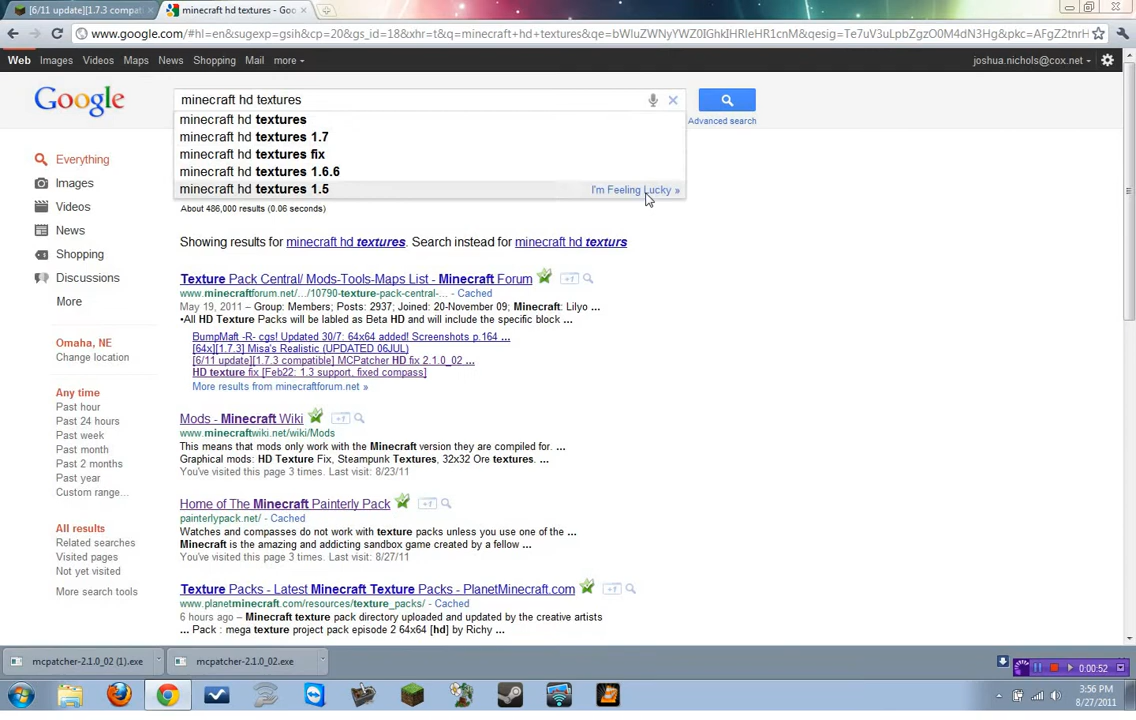 [6/11 update][1.7.3 compatib
minecraft hd textures - Goo
www.google.com/#hl=en&sugexp=gsih&cp=20&gs_id=18&xhr=t&q=minecraft+hd+textures
Web Images Videos Maps News Shopping Mail more
joshua.nichols@cox.net
Google
minecraft hd textures
Advanced search
minecraft hd textures
minecraft hd textures 1.7
minecraft hd textures fix
minecraft hd textures 1.6.6
minecraft hd textures 1.5
I'm Feeling Lucky »
About 486,000 results (0.06 seconds)
Everything
Images
Videos
News
Shopping
Discussions
More
Omaha, NE
Change location
Any time
Past hour
Past 24 hours
Past week
Past month
Past 2 months
Past year
Custom range...
All results
Related searches
Visited pages
Not yet visited
More search tools
Showing results for minecraft hd textures. Search instead for minecraft hd texturs
Texture Pack Central/ Mods-Tools-Maps List - Minecraft Forum
+1
www.minecraftforum.net/.../10790-texture-pack-central-... - Cached
May 19, 2011 – Group: Members; Posts: 2937; Joined: 20-November 09; Minecraft: Lilyo ...
•All HD Texture Packs will be labled as Beta HD and will include the specific block ...
BumpMaft -R- cgs! Updated 30/7: 64x64 added! Screenshots p.164 ...
[64x][1.7.3] Misa's Realistic (UPDATED 06JUL)
[6/11 update][1.7.3 compatible] MCPatcher HD fix 2.1.0_02 ...
HD texture fix [Feb22: 1.3 support, fixed compass]
More results from minecraftforum.net »
Mods - Minecraft Wiki
+1
www.minecraftwiki.net/wiki/Mods
This means that mods only work with the Minecraft version they are compiled for. ...
Graphical mods: HD Texture Fix, Steampunk Textures, 32x32 Ore textures. ...
You've visited this page 3 times. Last visit: 8/23/11
Home of The Minecraft Painterly Pack
+1
painterlypack.net/ - Cached
Watches and compasses do not work with texture packs unless you use one of the ...
Minecraft is the amazing and addicting sandbox game created by a fellow ...
You've visited this page 3 times. Last visit: 8/27/11
Texture Packs - Latest Minecraft Texture Packs - PlanetMinecraft.com
+1
www.planetminecraft.com/resources/texture_packs/ - Cached
6 hours ago – Minecraft texture pack directory uploaded and updated by the creative artists
... Pack : mega texture project pack episode 2 64x64 [hd] by Richy ...
mcpatcher-2.1.0_02 (1).exe
mcpatcher-2.1.0_02.exe
0:00:52
3:56 PM
8/27/2011